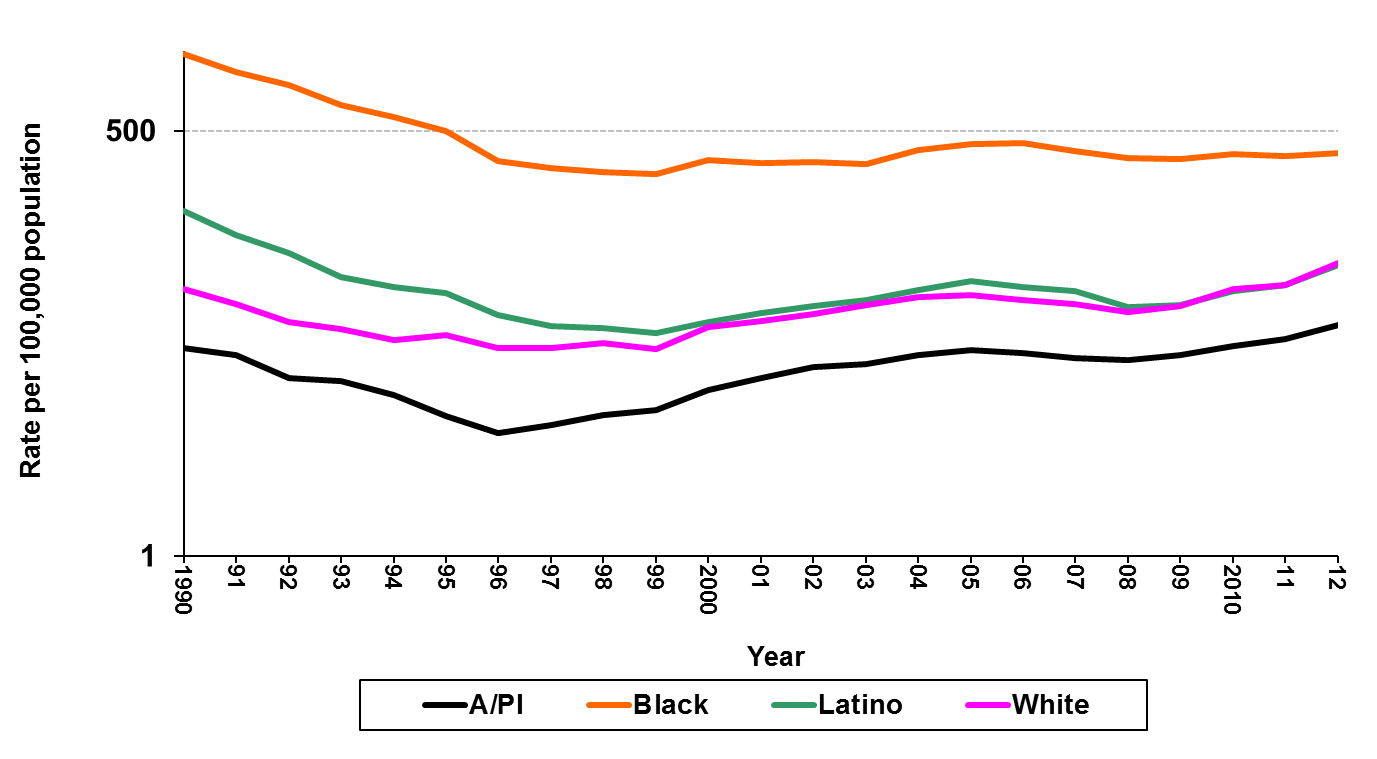 Rate per 100,000 population
500
1
1990 91 92 93 94 95 96 97 98 99 2000 01 02 03 04 05 06 07 08 09 2010 11 12
Year
A/PI Black Latino White